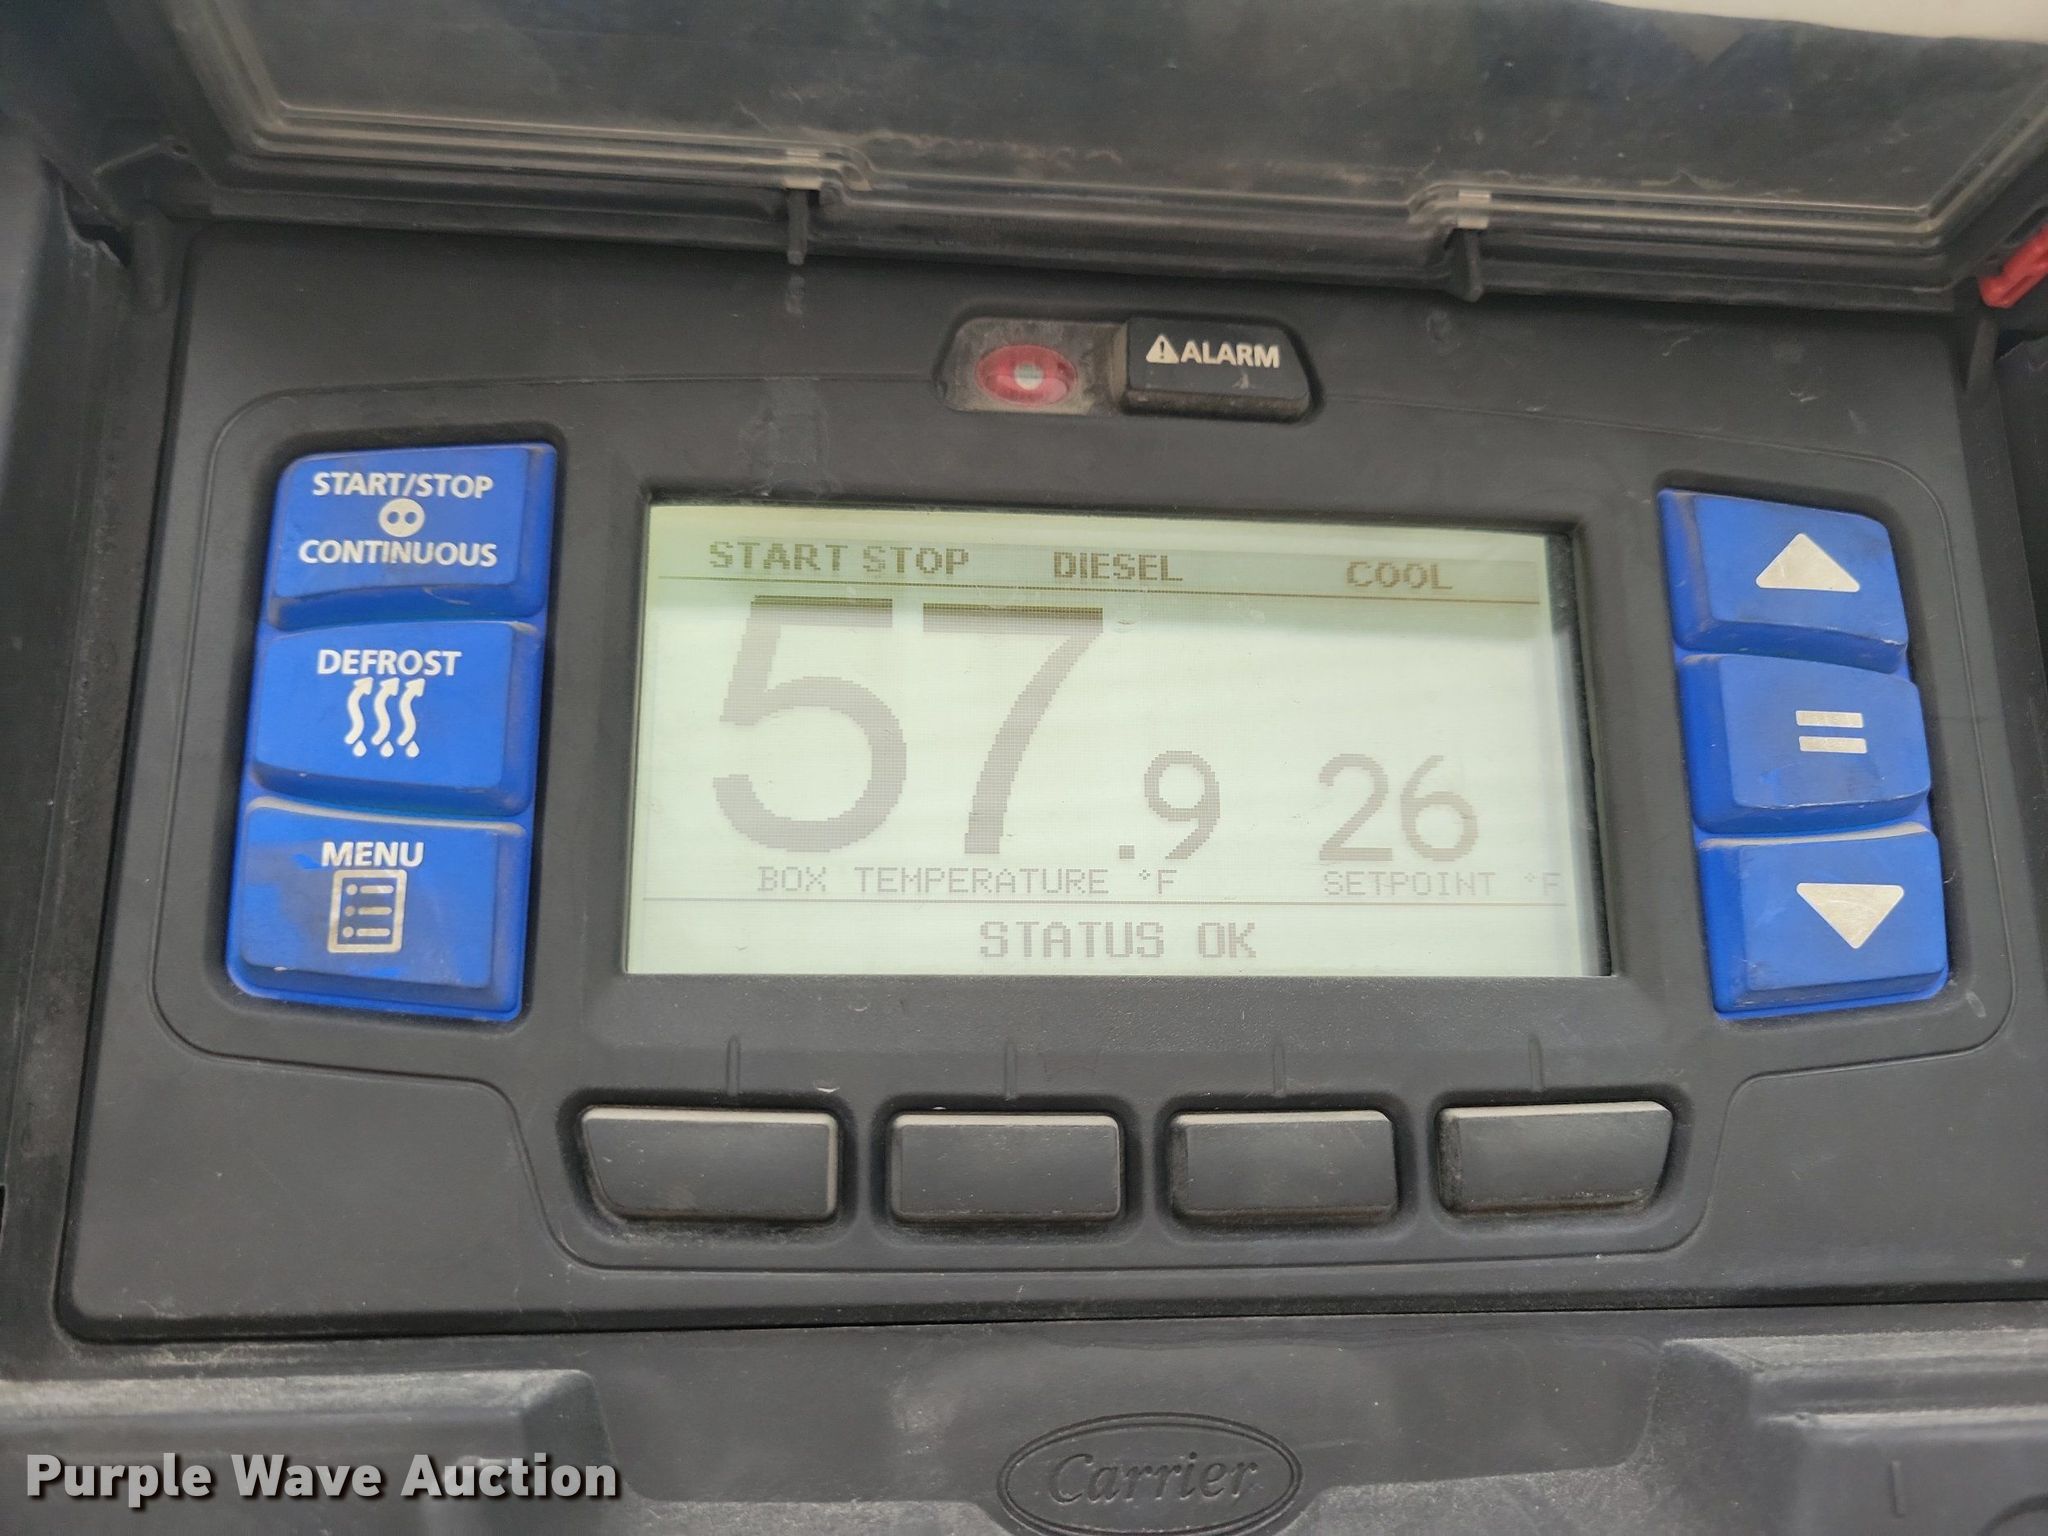 ⚠ALARM
START/STOP
CONTINUOUS
DEFROST
MENU
START STOP DIESEL COOL
57.9 26
BOX TEMPERATURE °F SETPOINT °F
STATUS OK
=
Carrier
Purple Wave Auction